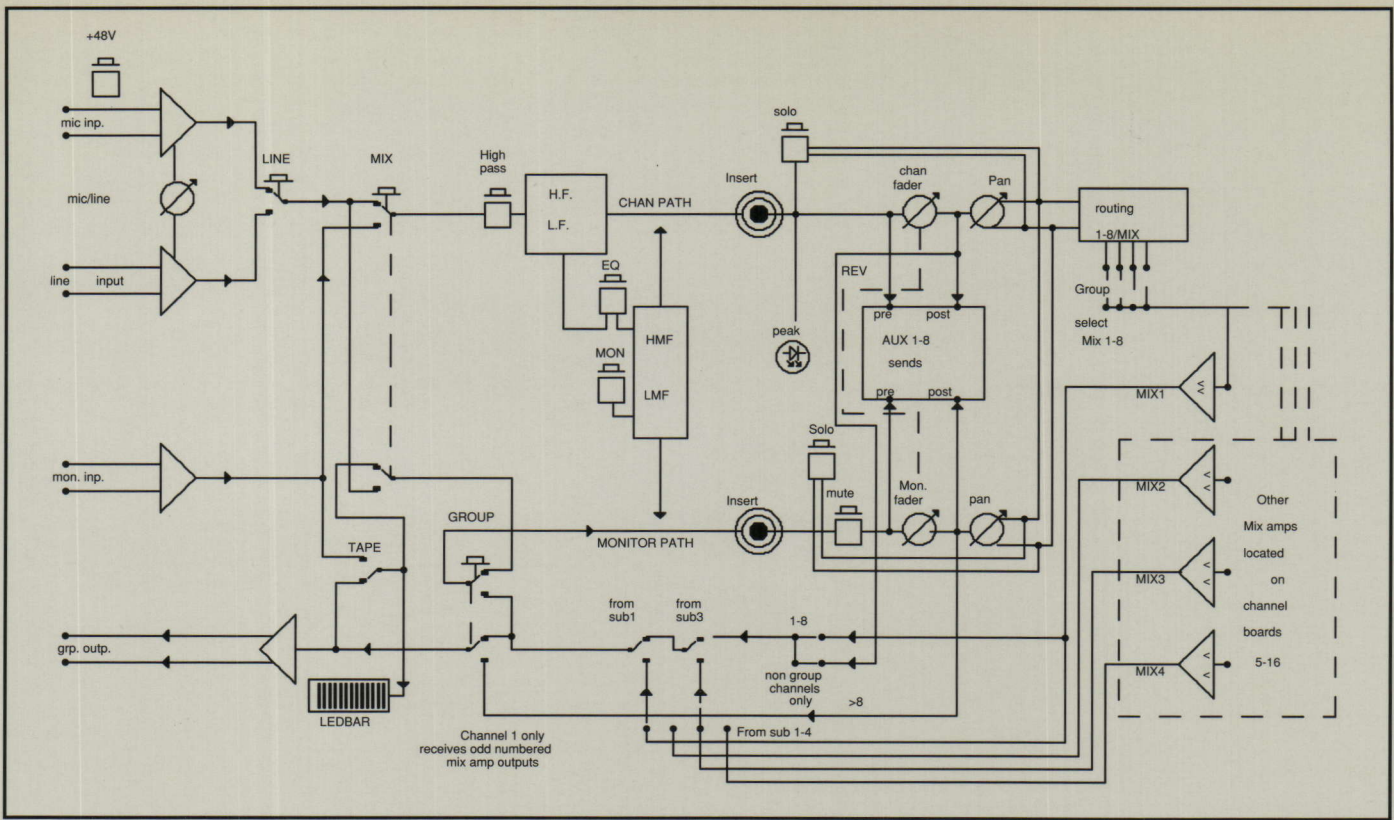 +48V
mic inp.
mic/line
line input
mon. inp.
grp. outp.
LINE
MIX
High
pass
H.F.
L.F.
CHAN PATH
EQ
MON
HMF
LMF
Insert
solo
peak
chan
fader
Pan
REV
pre post
AUX 1-8
sends
pre post
routing
1-8/MIX
Group
select
Mix 1-8
MIX1
MIX2
MIX3
MIX4
Other
Mix amps
located
on
channel
boards
5-16
TAPE
GROUP
MONITOR PATH
Insert
Solo
mute
Mon.
fader
pan
LEDBAR
from
sub1
from
sub3
1-8
non group
channels
only
>8
From sub 1-4
Channel 1 only
receives odd numbered
mix amp outputs